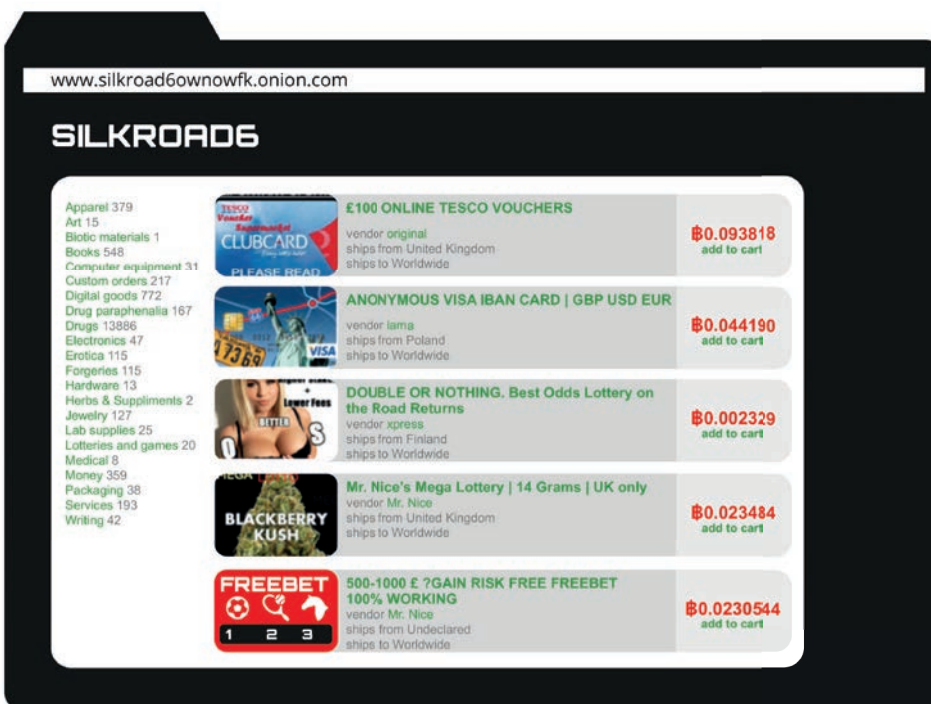 www.silkroad6ownowfk.onion.com
SILKROAD6
Apparel 379
Art 15
Biotic materials 1
Books 548
Computer equipment 31
Custom orders 217
Digital goods 772
Drug paraphenalia 167
Drugs 13886
Electronics 47
Erotica 115
Forgeries 115
Hardware 13
Herbs & Suppliments 2
Jewelry 127
Lab supplies 25
Lotteries and games 20
Medical 8
Money 359
Packaging 38
Services 193
Writing 42
TESCO
Voucher
Supermarket
CLUBCARD
PLEASE READ
£100 ONLINE TESCO VOUCHERS
vendor original
ships from United Kingdom
ships to Worldwide
฿0.093818
add to cart
VISA
ANONYMOUS VISA IBAN CARD | GBP USD EUR
vendor lama
ships from Poland
ships to Worldwide
฿0.044190
add to cart
+
Lower Fees
BETTER
O
S
DOUBLE OR NOTHING. Best Odds Lottery on
the Road Returns
vendor xpress
ships from Finland
ships to Worldwide
฿0.002329
add to cart
BLACKBERRY
KUSH
Mr. Nice's Mega Lottery | 14 Grams | UK only
vendor Mr. Nice
ships from United Kingdom
ships to Worldwide
฿0.023484
add to cart
FREEBET
1 2 3
500-1000 £ ?GAIN RISK FREE FREEBET
100% WORKING
vendor Mr. Nice
ships from Undeclared
ships to Worldwide
฿0.0230544
add to cart